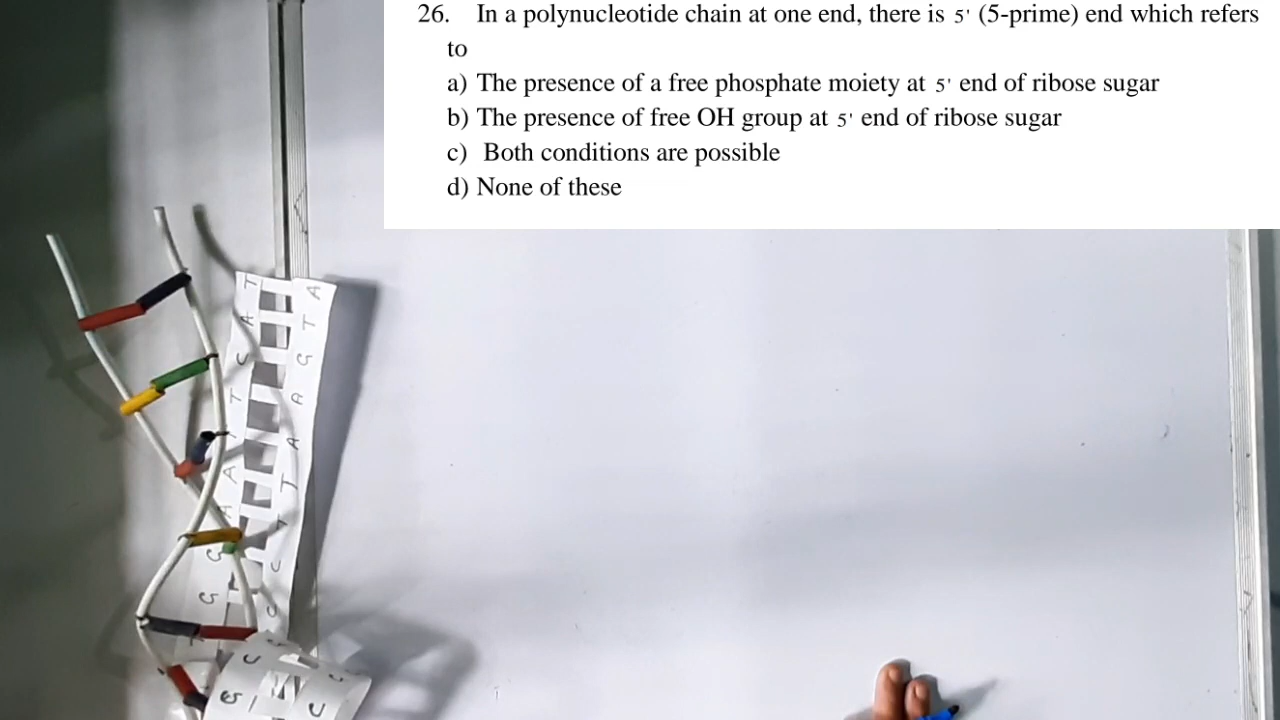 26. In a polynucleotide chain at one end, there is 5' (5-prime) end which refers
to
a) The presence of a free phosphate moiety at 5' end of ribose sugar
b) The presence of free OH group at 5' end of ribose sugar
c) Both conditions are possible
d) None of these
T A
A T
C G
T A
T A
A T
A T
G C
G C